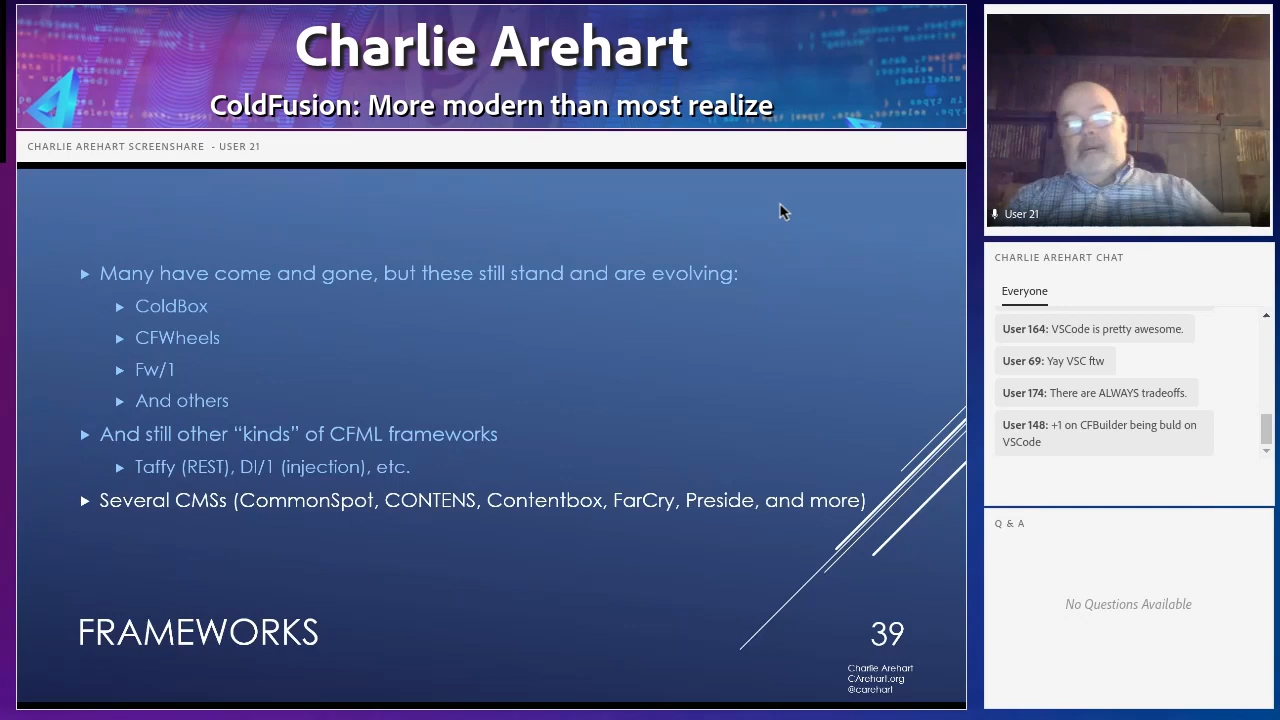 Charlie Arehart
ColdFusion: More modern than most realize
CHARLIE AREHART SCREENSHARE - USER 21
Many have come and gone, but these still stand and are evolving:
ColdBox
CFWheels
Fw/1
And others
And still other “kinds” of CFML frameworks
Taffy (REST), DI/1 (injection), etc.
Several CMSs (CommonSpot, CONTENS, Contentbox, FarCry, Preside, and more)
FRAMEWORKS
39
Charlie Arehart
CArehart.org
@carehart
User 21
CHARLIE AREHART CHAT
Everyone
User 164: VSCode is pretty awesome.
User 69: Yay VSC ftw
User 174: There are ALWAYS tradeoffs.
User 148: +1 on CFBuilder being buld on
VSCode
Q & A
No Questions Available